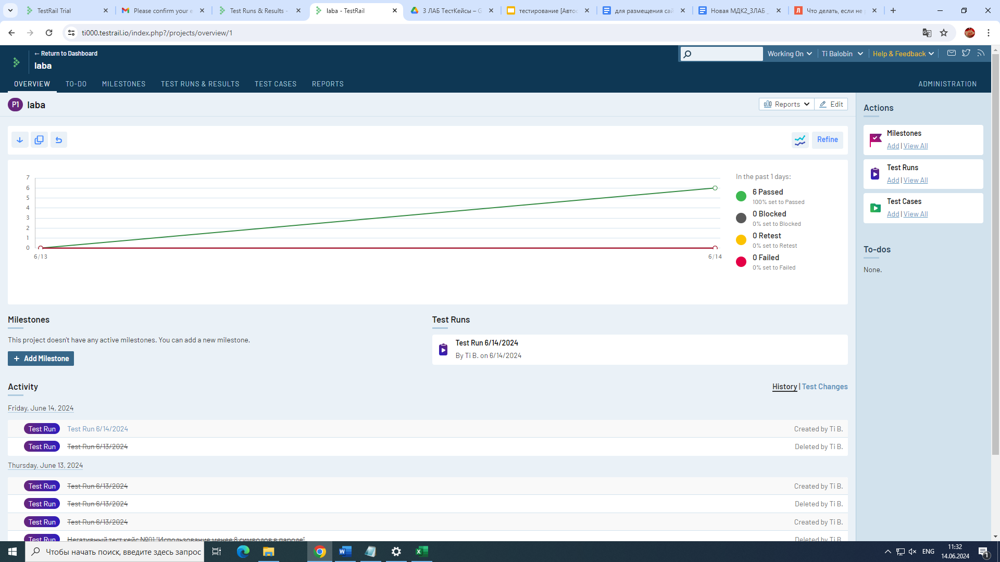 TestRail Trial
Please confirm your e
Test Runs & Results -
laba - TestRail
3 ЛАБ ТестКейсы – G
тестирование [Автос
для размещения сай
Новая МДК2_3ЛАБ _
Что делать, если не
ti000.testrail.io/index.php?/projects/overview/1
← Return to Dashboard
laba
Working On
Ti Balobin
Help & Feedback
OVERVIEW
TO-DO
MILESTONES
TEST RUNS & RESULTS
TEST CASES
REPORTS
ADMINISTRATION
P1 laba
Reports
Edit
Refine
7
6
5
4
3
2
1
0
6/13
6/14
In the past 1 days:
6 Passed
100% set to Passed
0 Blocked
0% set to Blocked
0 Retest
0% set to Retest
0 Failed
0% set to Failed
Actions
Milestones
Add | View All
Test Runs
Add | View All
Test Cases
Add | View All
To-dos
None.
Milestones
This project doesn't have any active milestones. You can add a new milestone.
+ Add Milestone
Test Runs
Test Run 6/14/2024
By Ti B. on 6/14/2024
Activity
History | Test Changes
Friday, June 14, 2024
Test Run Test Run 6/14/2024 Created by Ti B.
Test Run Test Run 6/13/2024 Deleted by Ti B.
Thursday, June 13, 2024
Test Run Test Run 6/13/2024 Created by Ti B.
Test Run Test Run 6/13/2024 Deleted by Ti B.
Test Run Test Run 6/13/2024 Created by Ti B.
Test Run Негативный тест кейс №01 "Использование менее 8 символов в пароле" Deleted by Ti B.
Чтобы начать поиск, введите здесь запрос
ENG
11:32
14.06.2024
1